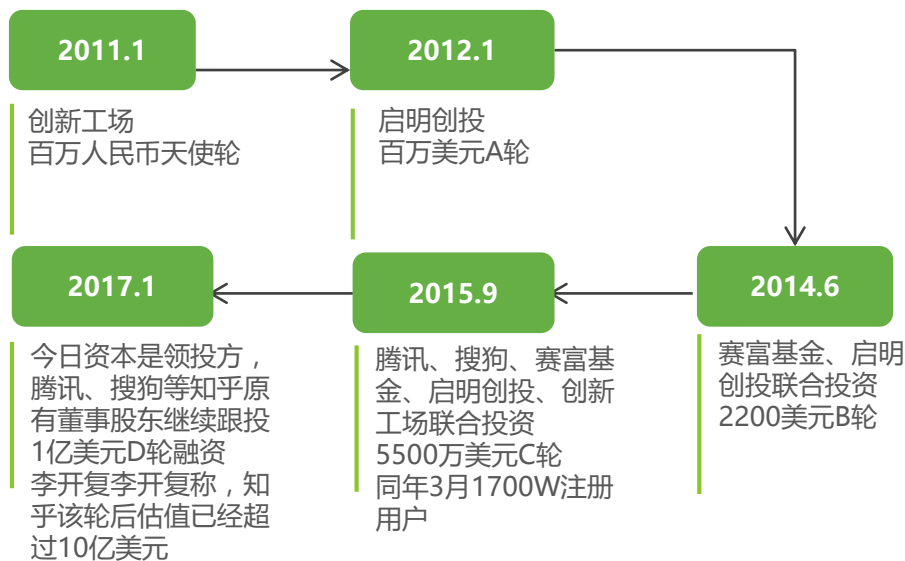 2011.1
创新工场
百万人民币天使轮
2012.1
启明创投
百万美元A轮
2014.6
赛富基金、启明
创投联合投资
2200美元B轮
2015.9
腾讯、搜狗、赛富基
金、启明创投、创新
工场联合投资
5500万美元C轮
同年3月1700W注册
用户
2017.1
今日资本是领投方，
腾讯、搜狗等知乎原
有董事股东继续跟投
1亿美元D轮融资
李开复李开复称，知
乎该轮后估值已经超
过10亿美元